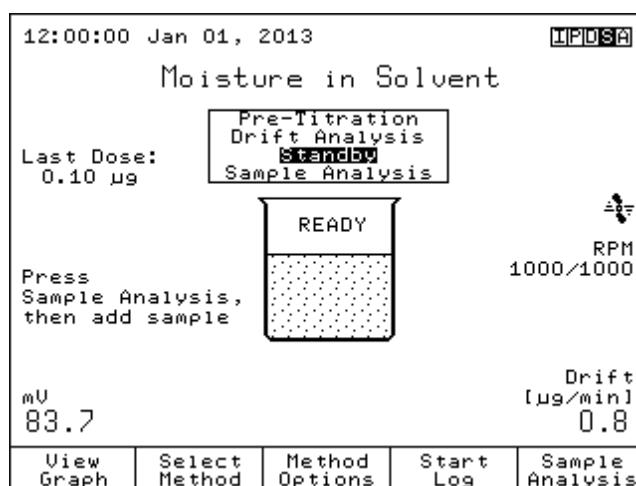 12:00:00 Jan 01, 2013 IPDSA
Moisture in Solvent
Pre-Titration
Drift Analysis
Standby
Sample Analysis
Last Dose:
0.10 µg
READY
RPM
1000/1000
Press
Sample Analysis,
then add sample
mV
83.7
Drift
[µg/min]
0.8
View Graph
Select Method
Method Options
Start Log
Sample Analysis